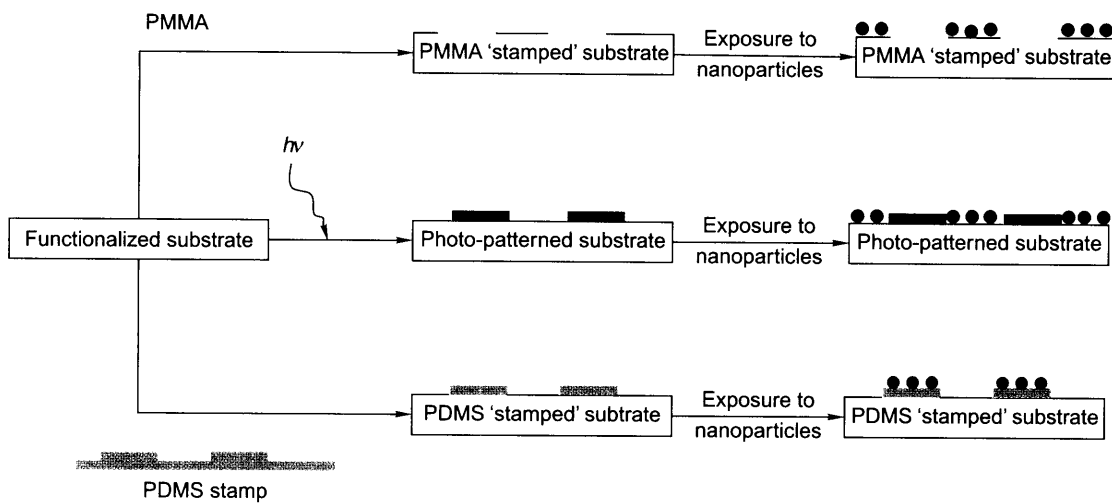 PMMA
PMMA 'stamped' substrate
Exposure to
nanoparticles
PMMA 'stamped' substrate
hν
Functionalized substrate
Photo-patterned substrate
Exposure to
nanoparticles
Photo-patterned substrate
PDMS 'stamped' subtrate
Exposure to
nanoparticles
PDMS 'stamped' substrate
PDMS stamp